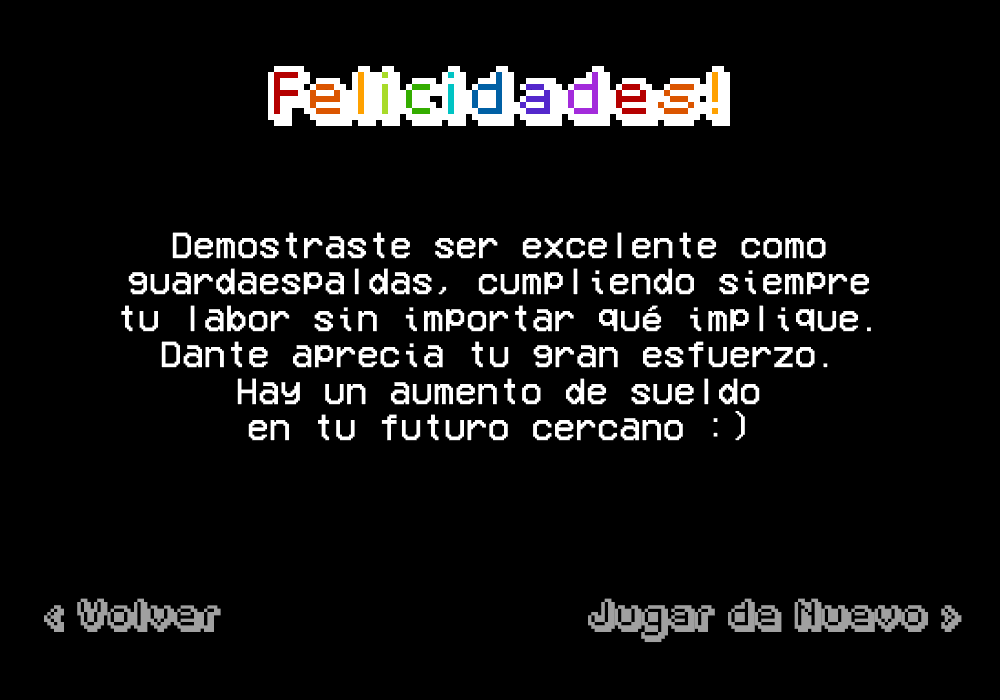 Felicidades!
Demostraste ser excelente como
guardaespaldas, cumpliendo siempre
tu labor sin importar qué implique.
Dante aprecia tu gran esfuerzo.
Hay un aumento de sueldo
en tu futuro cercano :)
< Volver
Jugar de Nuevo >